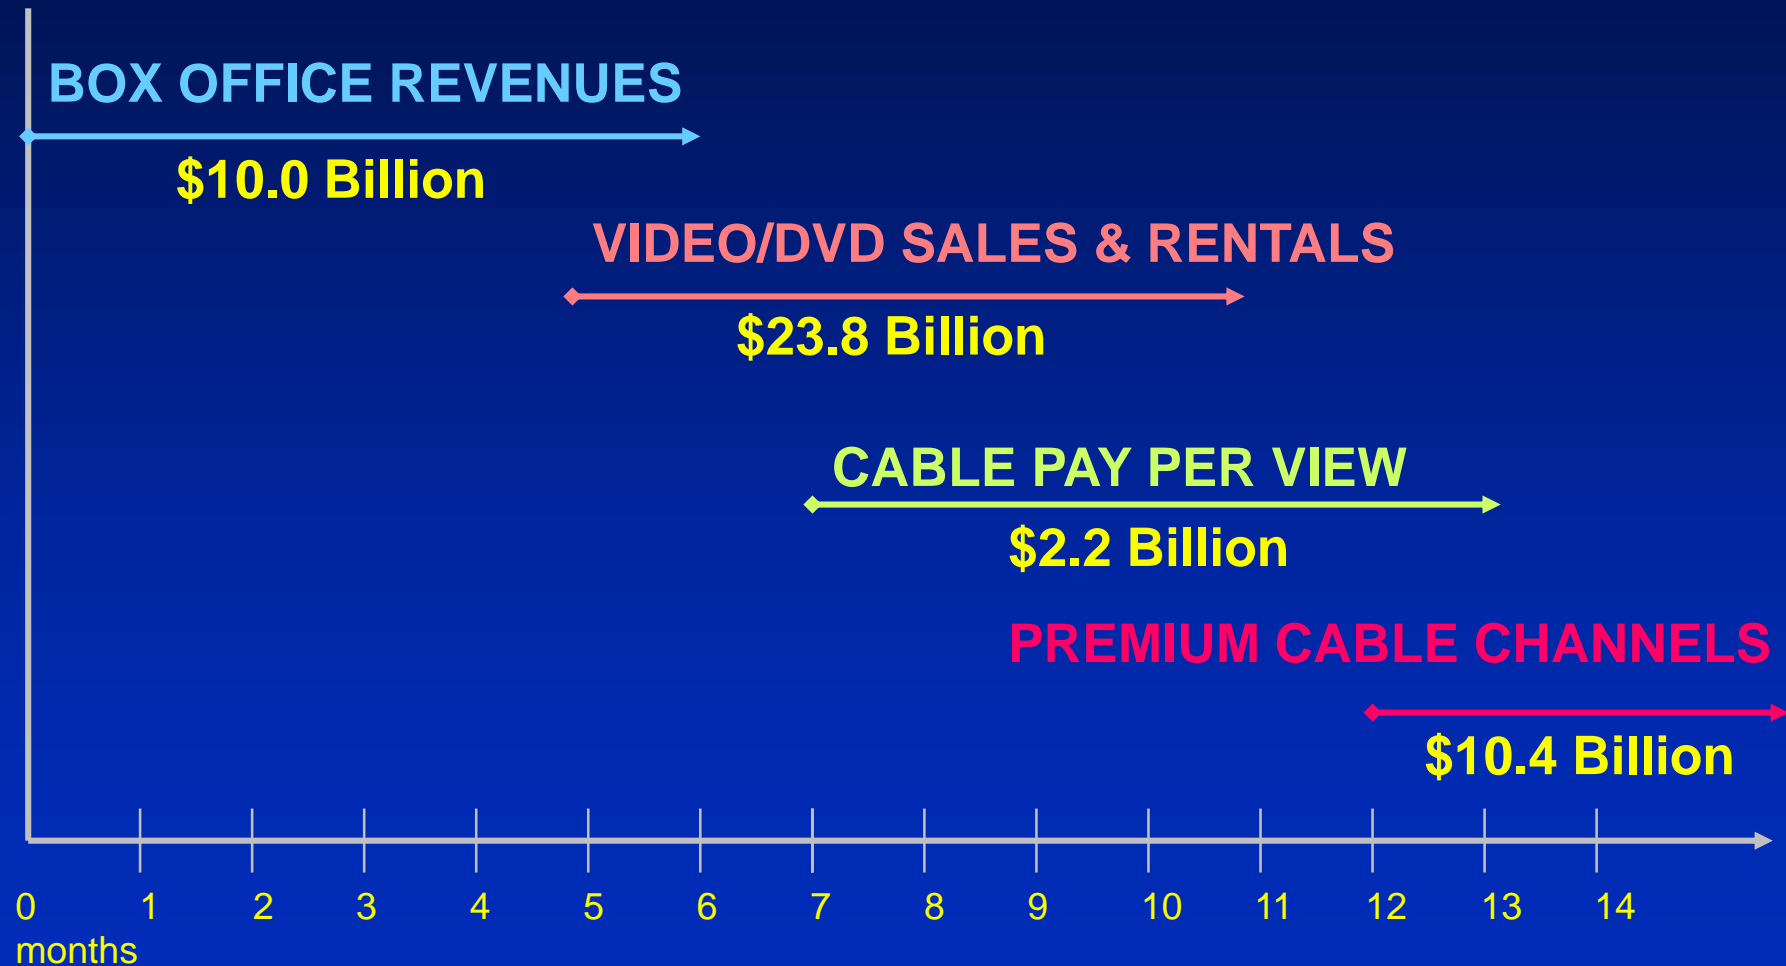 BOX OFFICE REVENUES
$10.0 Billion
VIDEO/DVD SALES & RENTALS
$23.8 Billion
CABLE PAY PER VIEW
$2.2 Billion
PREMIUM CABLE CHANNELS
$10.4 Billion
0 1 2 3 4 5 6 7 8 9 10 11 12 13 14
months